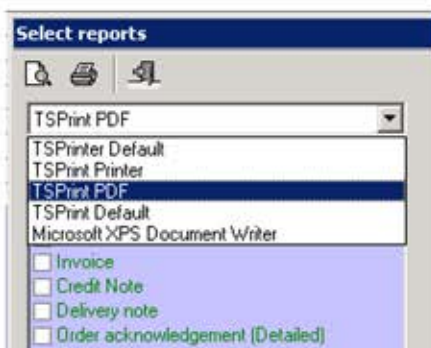 Select reports
TSPrint PDF
TSPrinter Default
TSPrint Printer
TSPrint PDF
TSPrint Default
Microsoft XPS Document Writer
Invoice
Credit Note
Delivery note
Order acknowledgement (Detailed)